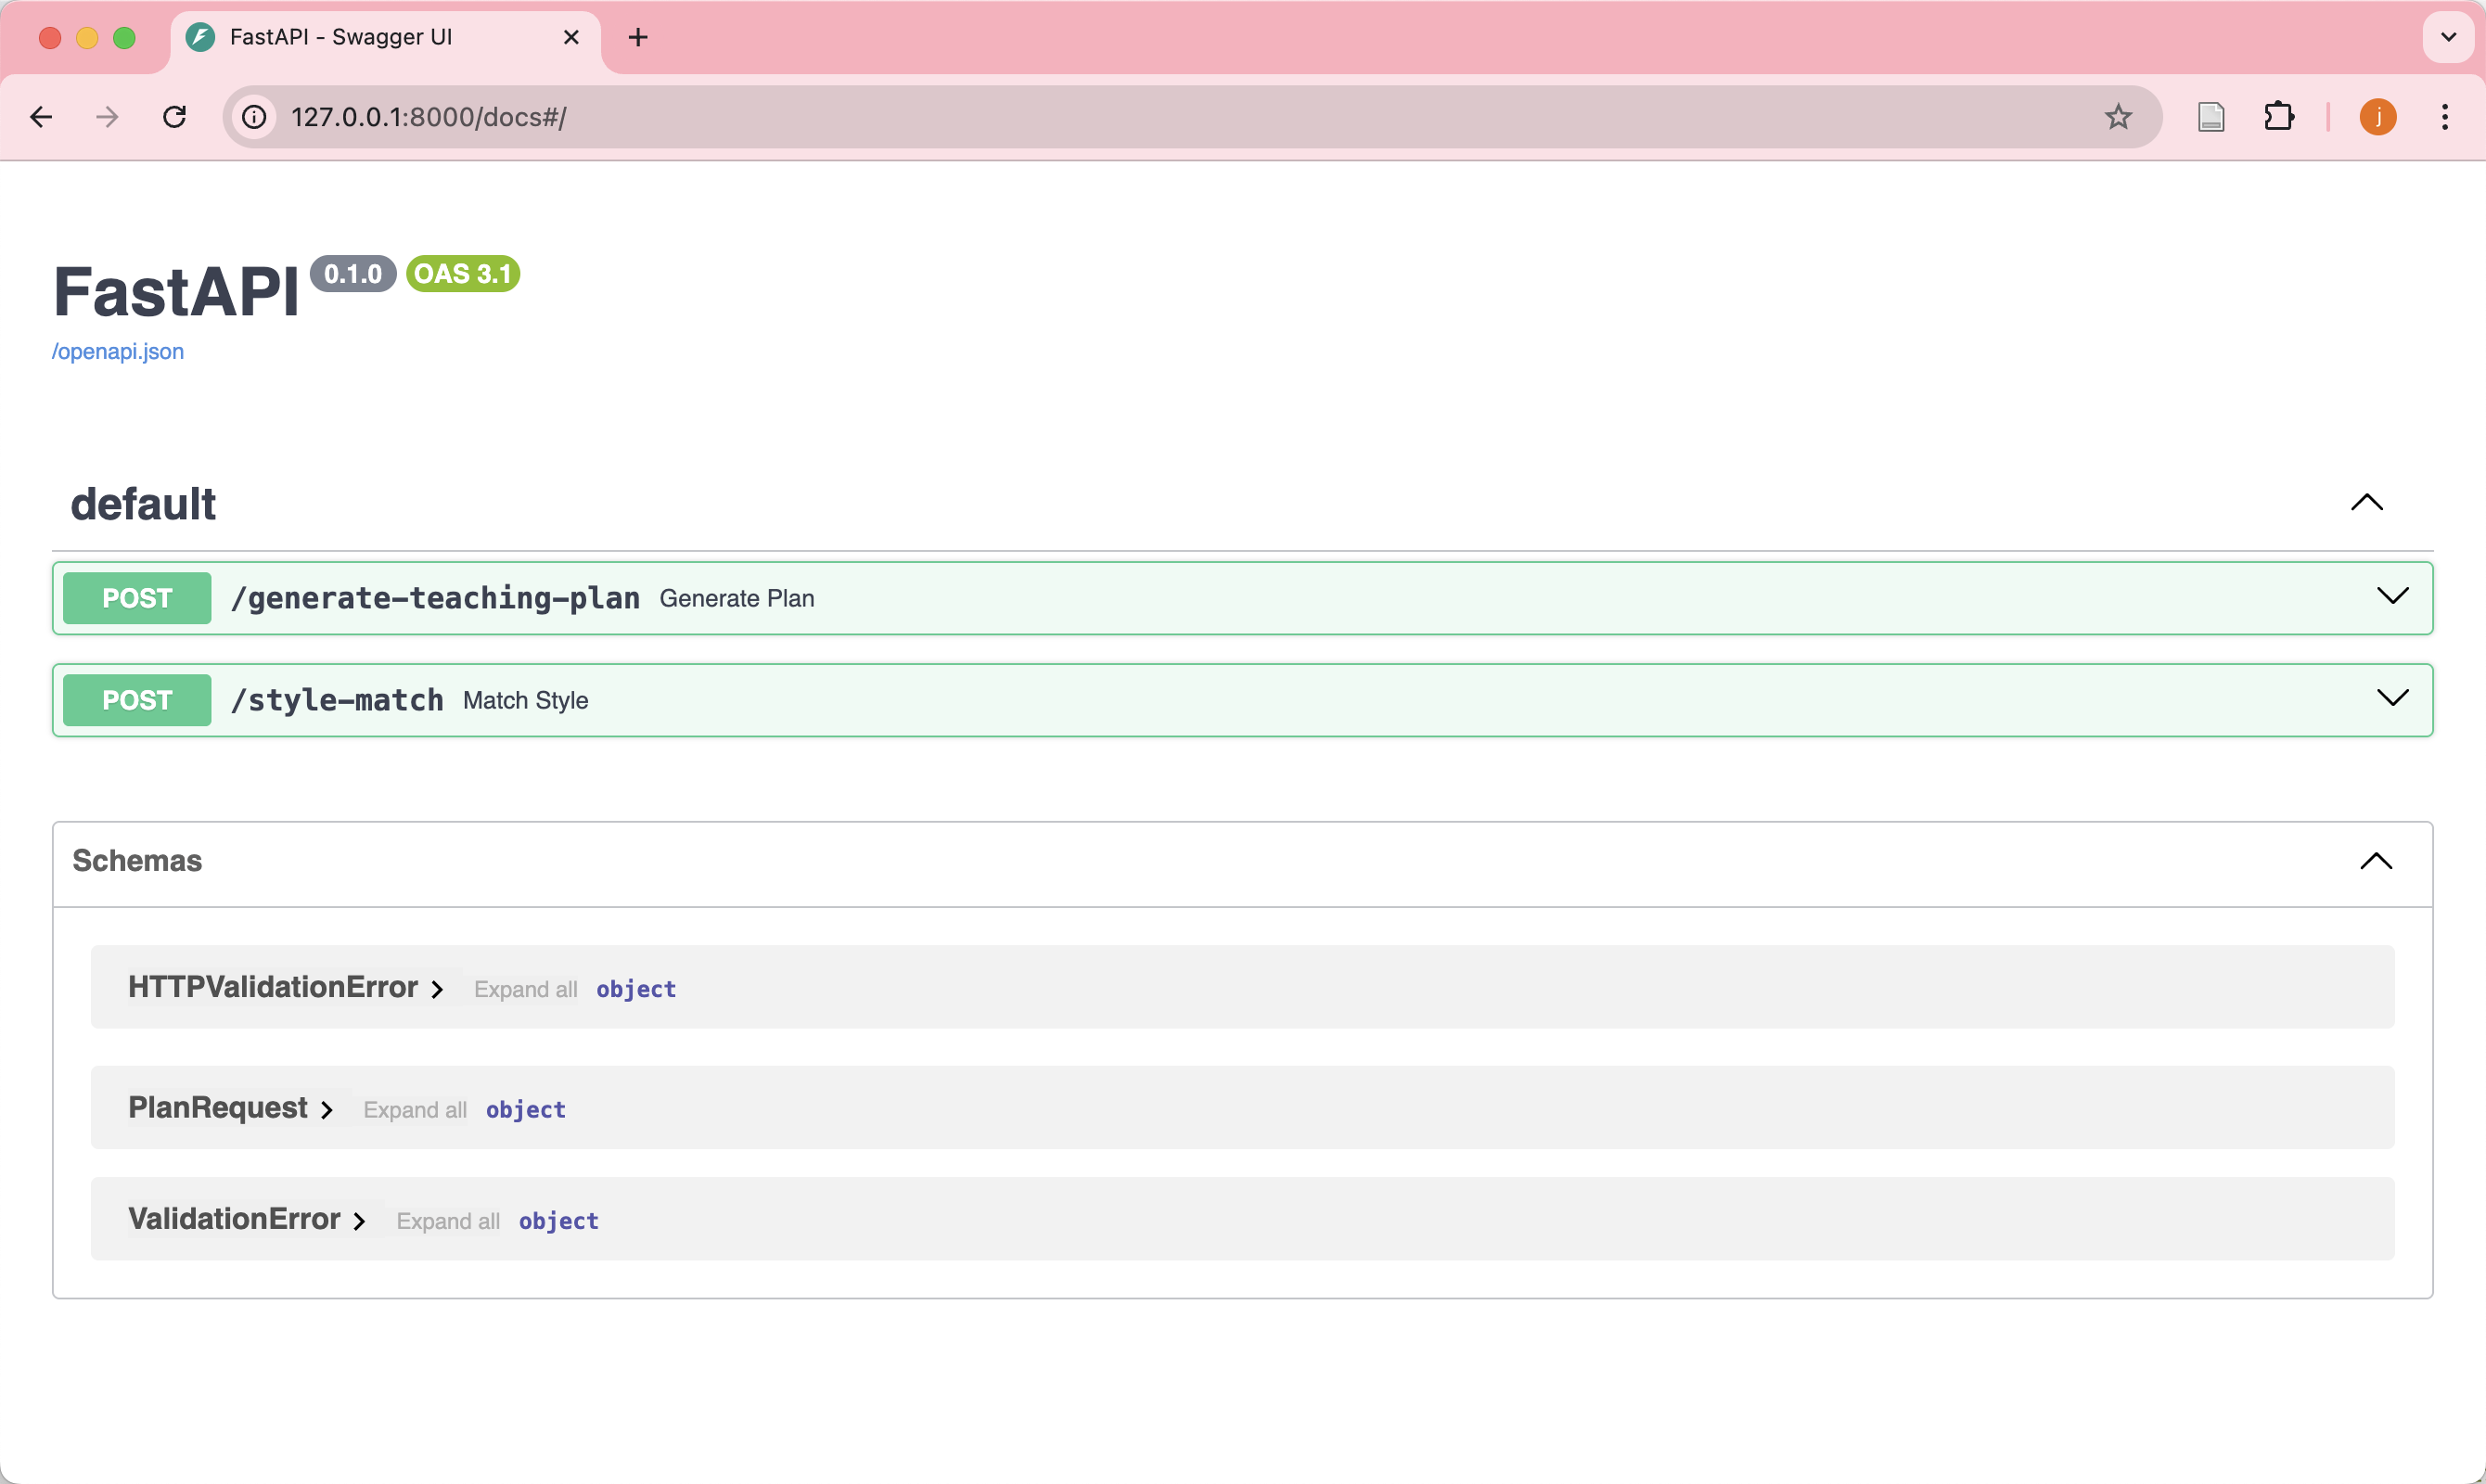 FastAPI - Swagger UI
127.0.0.1:8000/docs#/
j
FastAPI 0.1.0 OAS 3.1
/openapi.json
default
POST /generate-teaching-plan Generate Plan
POST /style-match Match Style
Schemas
HTTPValidationError Expand all object
PlanRequest Expand all object
ValidationError Expand all object